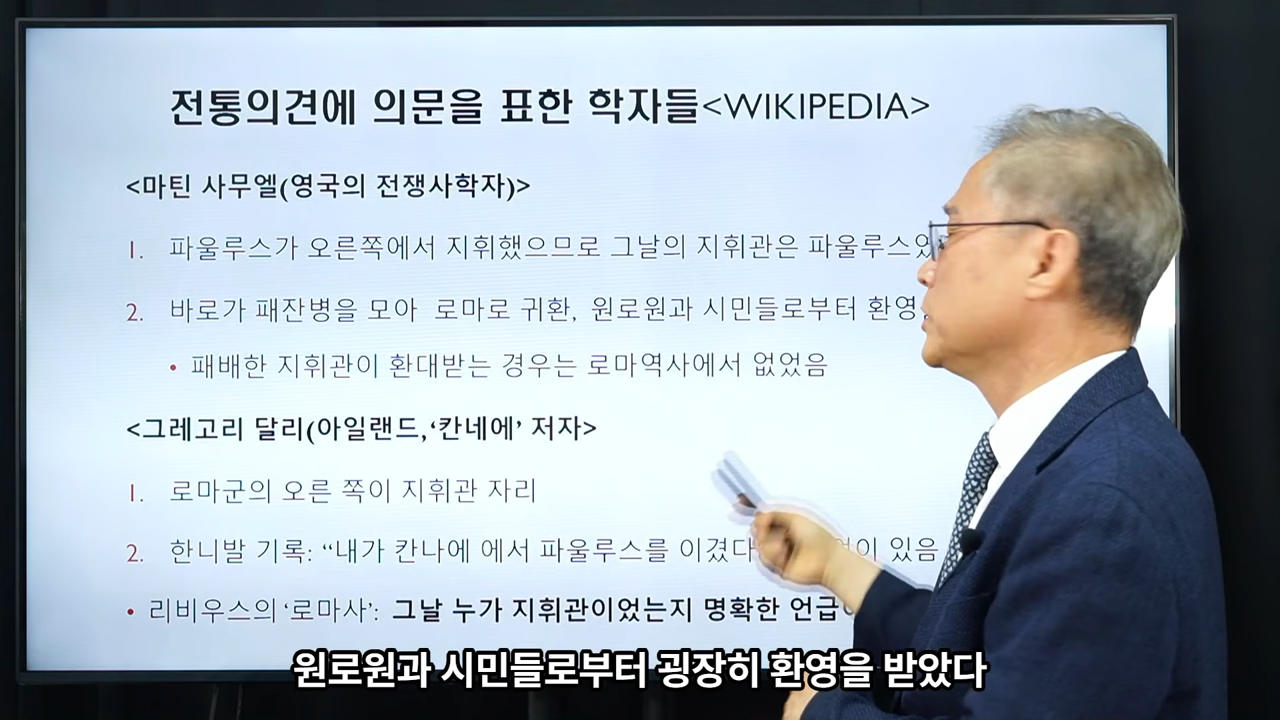 전통의견에 의문을 표한 학자들<WIKIPEDIA>
<마틴 사무엘(영국의 전쟁사학자)>
1. 파울루스가 오른쪽에서 지휘했으므로 그날의 지휘관은
2. 바로가 패잔병을 모아 로마로 귀환, 원로원과 시민들로부터 환영
• 패배한 지휘관이 환대받는 경우는 로마역사에서 없었음
<그레고리 달리(아일랜드,‘칸네에’ 저자>
1. 로마군의 오른 쪽이 지휘관 자리
2. 한니발 기록: “내가 칸나에 에서 파울루스를 있음
• 리비우스의 ‘로마사’: 그날 누가 지휘관이었는지 명확한 언급
원로원과 시민들로부터 굉장히 환영을 받았다